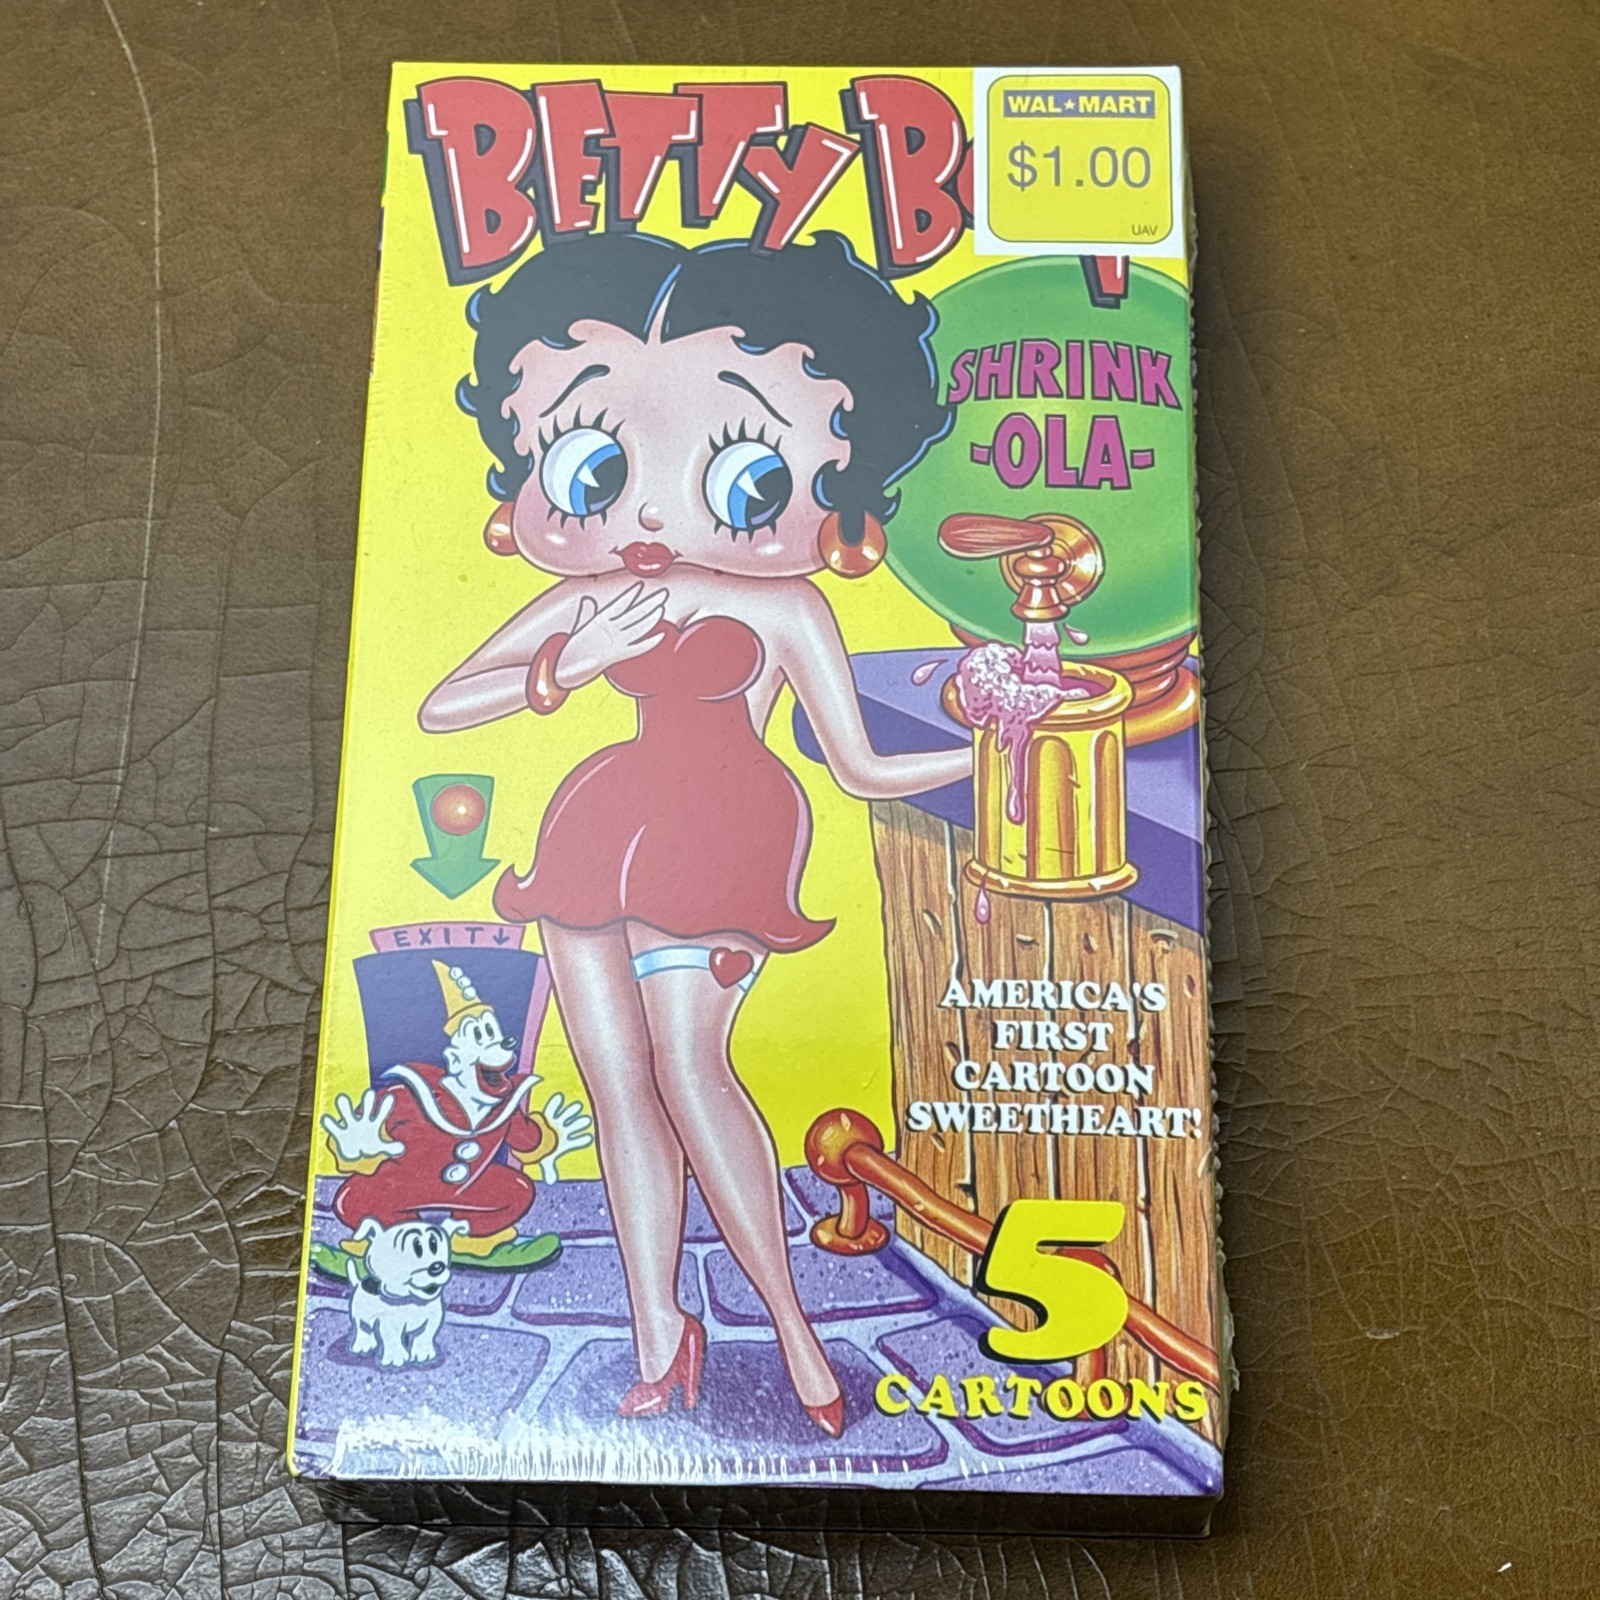 BETTY B
WAL★MART
$1.00
UAV
SHRINK
-OLA-
EXIT↓
AMERICA'S
FIRST
CARTOON
SWEETHEART!
5
CARTOONS